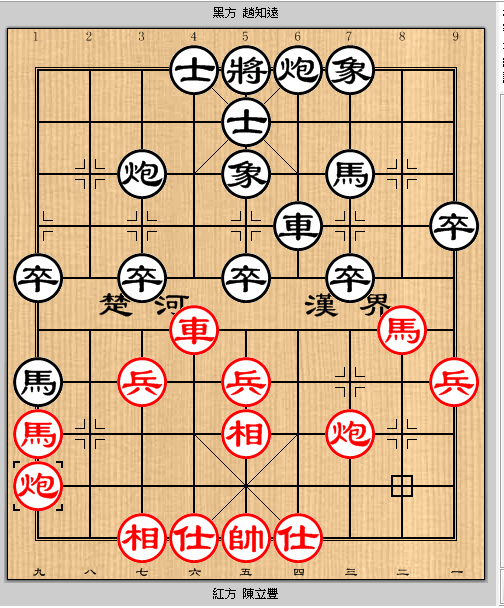 黑方 趙知遠
1 2 3 4 5 6 7 8 9
士 將 炮 象
士
炮 象 馬
車 卒
卒 卒 卒 卒
楚 河 漢 界
車 馬
馬 兵 兵 兵
馬 相 炮
炮
相 仕 帥 仕
九 八 七 六 五 四 三 二 一
紅方 陳立豐